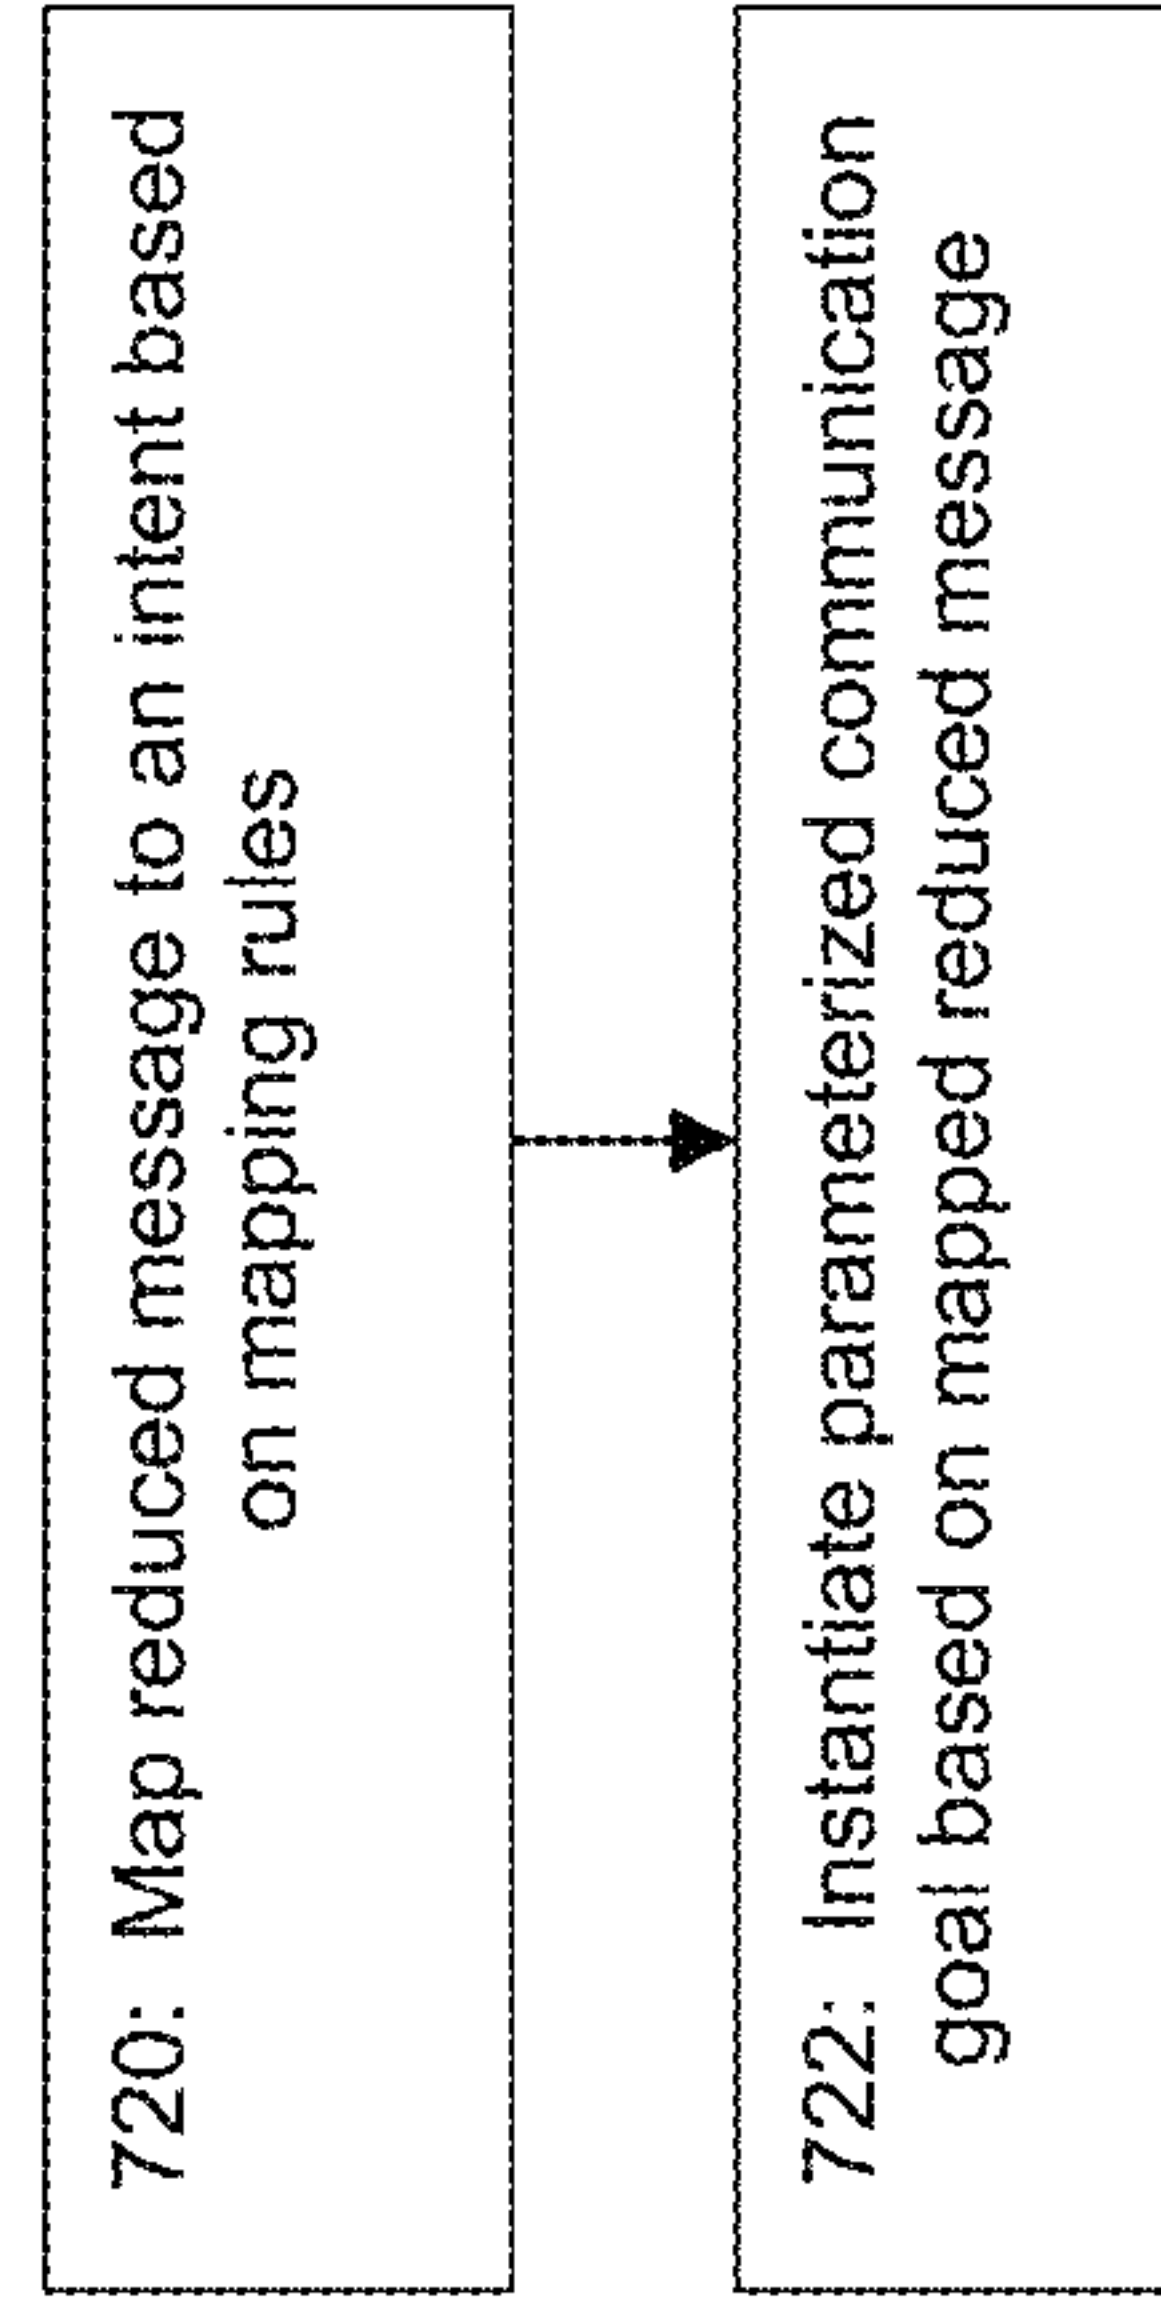 720: Map reduced message to an intent based
on mapping rules
722: Instantiate parameterized communication
goal based on mapped reduced message